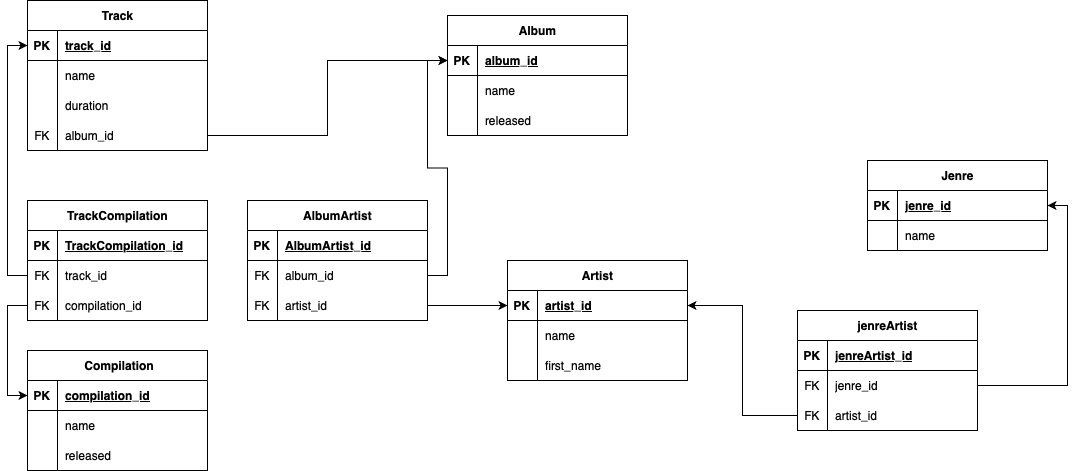 Track
PK track_id
name
duration
FK album_id
Album
PK album_id
name
released
Jenre
PK jenre_id
name
TrackCompilation
PK TrackCompilation_id
FK track_id
FK compilation_id
AlbumArtist
PK AlbumArtist_id
FK album_id
FK artist_id
Artist
PK artist_id
name
first_name
jenreArtist
PK jenreArtist_id
FK jenre_id
FK artist_id
Compilation
PK compilation_id
name
released